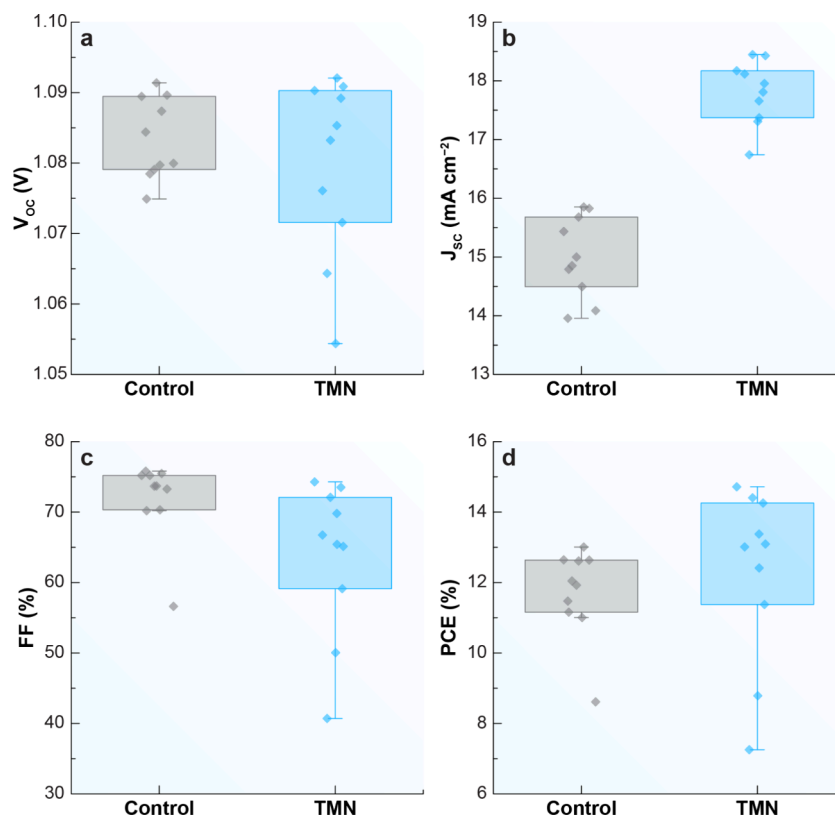 a
V_OC (V)
1.10
1.09
1.08
1.07
1.06
1.05
Control TMN
b
J_SC (mA cm⁻²)
19
18
17
16
15
14
13
Control TMN
c
FF (%)
80
70
60
50
40
30
Control TMN
d
PCE (%)
16
14
12
10
8
6
Control TMN